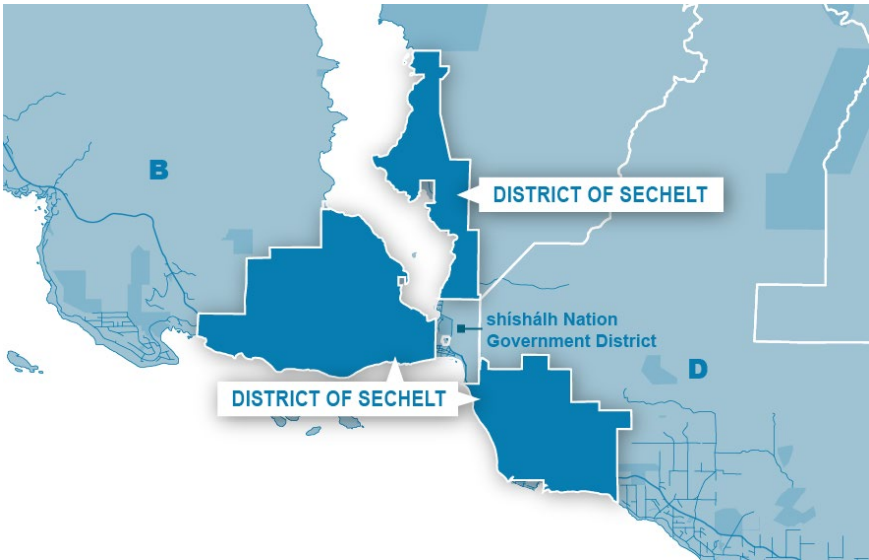 B
DISTRICT OF SECHELT
shíshálh Nation
Government District
D
DISTRICT OF SECHELT